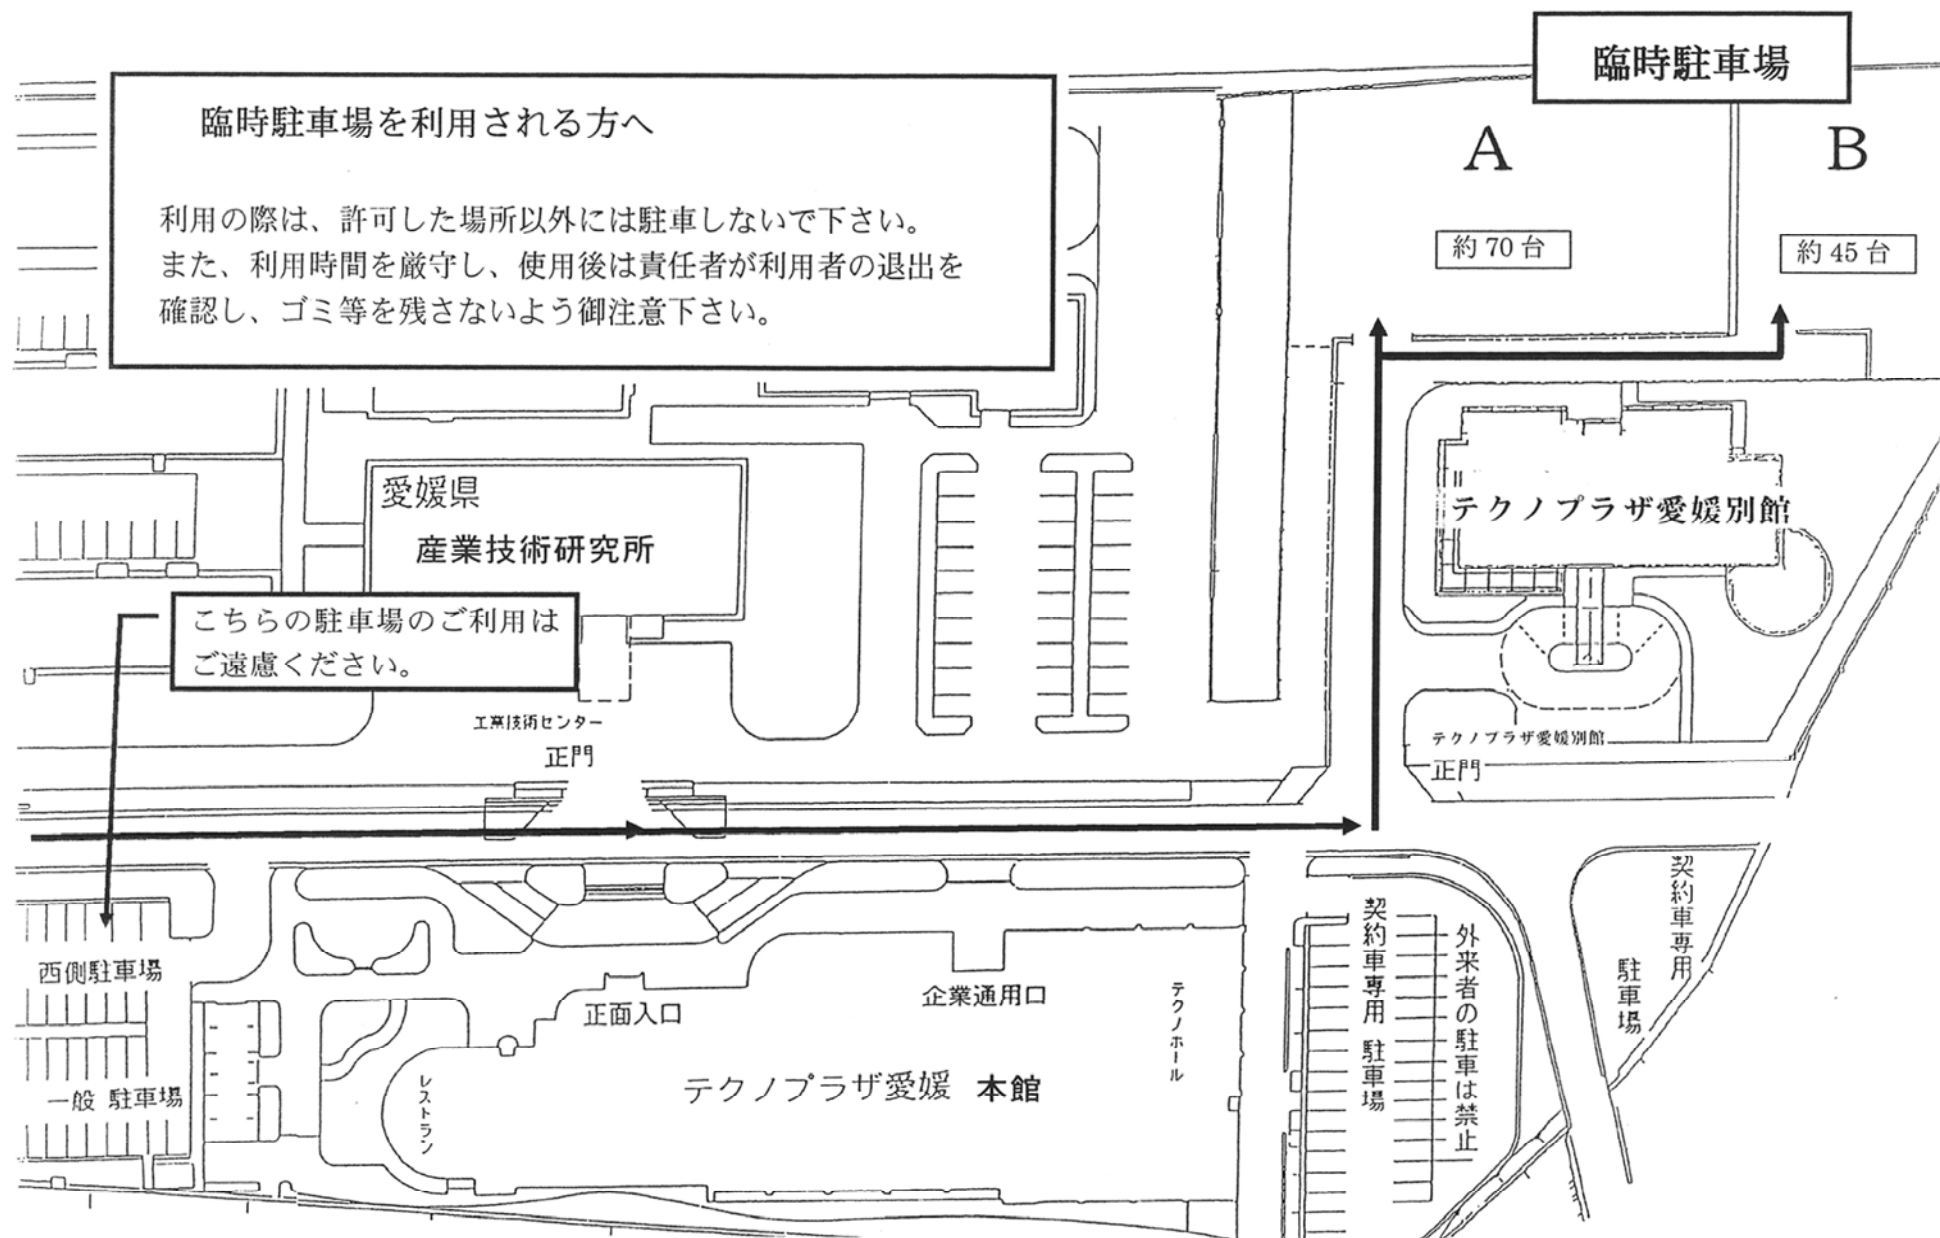 臨時駐車場
臨時駐車場を利用される方へ
利用の際は、許可した場所以外には駐車しないで下さい。
また、利用時間を厳守し、使用後は責任者が利用者の退出を
確認し、ゴミ等を残さないよう御注意下さい。
A
B
約 70 台
約 45 台
愛媛県
産業技術研究所
テクノプラザ愛媛別館
こちらの駐車場のご利用は
ご遠慮ください。
工業技術センター
正門
テクノプラザ愛媛別館
正門
西側駐車場
一般 駐車場
正面入口
企業通用口
テクノホール
レストラン
テクノプラザ愛媛 本館
契約車専用 駐車場
外来者の駐車は禁止
契約車専用
駐車場